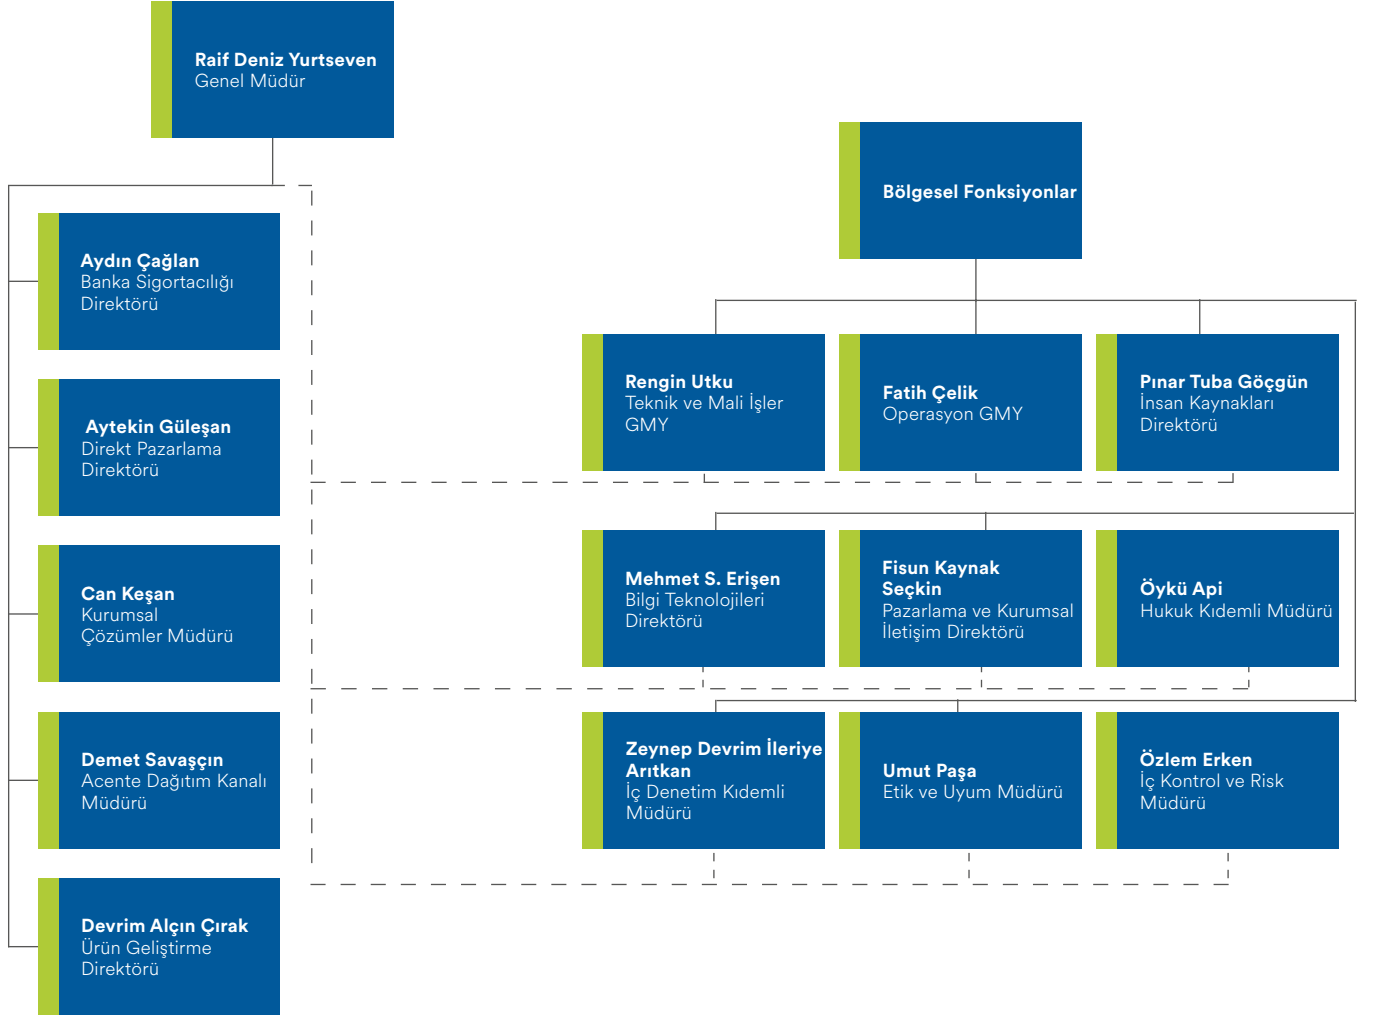 Raif Deniz Yurtseven
Genel Müdür
Aydın Çağlan
Banka Sigortacılığı
Direktörü
Aytekin Güleşan
Direkt Pazarlama
Direktörü
Can Keşan
Kurumsal
Çözümler Müdürü
Demet Savaşçın
Acente Dağıtım Kanalı
Müdürü
Devrim Alçın Çırak
Ürün Geliştirme
Direktörü
Bölgesel Fonksiyonlar
Rengin Utku
Teknik ve Mali İşler
GMY
Fatih Çelik
Operasyon GMY
Pınar Tuba Göçgün
İnsan Kaynakları
Direktörü
Mehmet S. Erişen
Bilgi Teknolojileri
Direktörü
Fisun Kaynak
Seçkin
Pazarlama ve Kurumsal
İletişim Direktörü
Öykü Api
Hukuk Kıdemli Müdürü
Zeynep Devrim İleriye
Arıtkan
İç Denetim Kıdemli
Müdürü
Umut Paşa
Etik ve Uyum Müdürü
Özlem Erken
İç Kontrol ve Risk
Müdürü